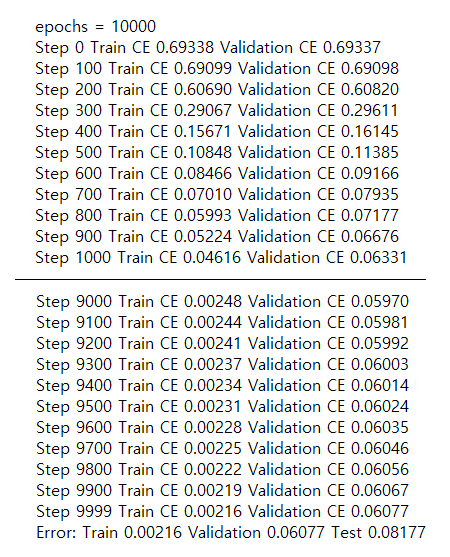 epochs = 10000
Step 0 Train CE 0.69338 Validation CE 0.69337
Step 100 Train CE 0.69099 Validation CE 0.69098
Step 200 Train CE 0.60690 Validation CE 0.60820
Step 300 Train CE 0.29067 Validation CE 0.29611
Step 400 Train CE 0.15671 Validation CE 0.16145
Step 500 Train CE 0.10848 Validation CE 0.11385
Step 600 Train CE 0.08466 Validation CE 0.09166
Step 700 Train CE 0.07010 Validation CE 0.07935
Step 800 Train CE 0.05993 Validation CE 0.07177
Step 900 Train CE 0.05224 Validation CE 0.06676
Step 1000 Train CE 0.04616 Validation CE 0.06331
Step 9000 Train CE 0.00248 Validation CE 0.05970
Step 9100 Train CE 0.00244 Validation CE 0.05981
Step 9200 Train CE 0.00241 Validation CE 0.05992
Step 9300 Train CE 0.00237 Validation CE 0.06003
Step 9400 Train CE 0.00234 Validation CE 0.06014
Step 9500 Train CE 0.00231 Validation CE 0.06024
Step 9600 Train CE 0.00228 Validation CE 0.06035
Step 9700 Train CE 0.00225 Validation CE 0.06046
Step 9800 Train CE 0.00222 Validation CE 0.06056
Step 9900 Train CE 0.00219 Validation CE 0.06067
Step 9999 Train CE 0.00216 Validation CE 0.06077
Error: Train 0.00216 Validation 0.06077 Test 0.08177